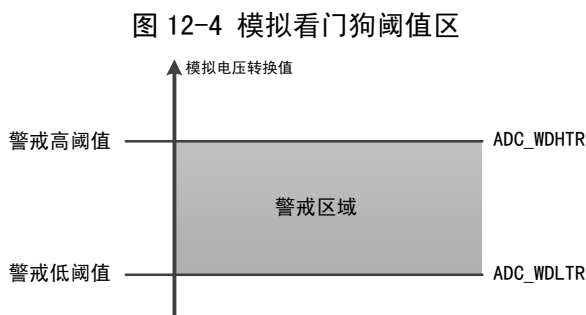 图 12-4 模拟看门狗阈值区
模拟电压转换值
警戒高阈值
ADC_WDHTR
警戒区域
警戒低阈值
ADC_WDLTR